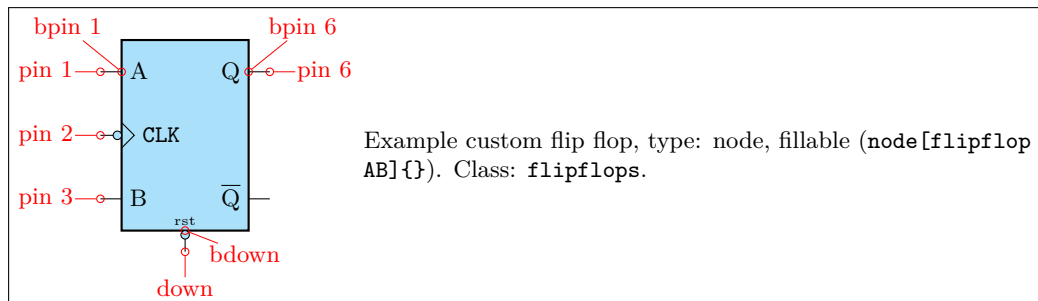 bpin 1 bpin 6
pin 1 A Q pin 6
pin 2 CLK
Example custom flip flop, type: node, fillable (node[flipflop
AB]{}). Class: flipflops.
pin 3 B Q
rst
bdown
down